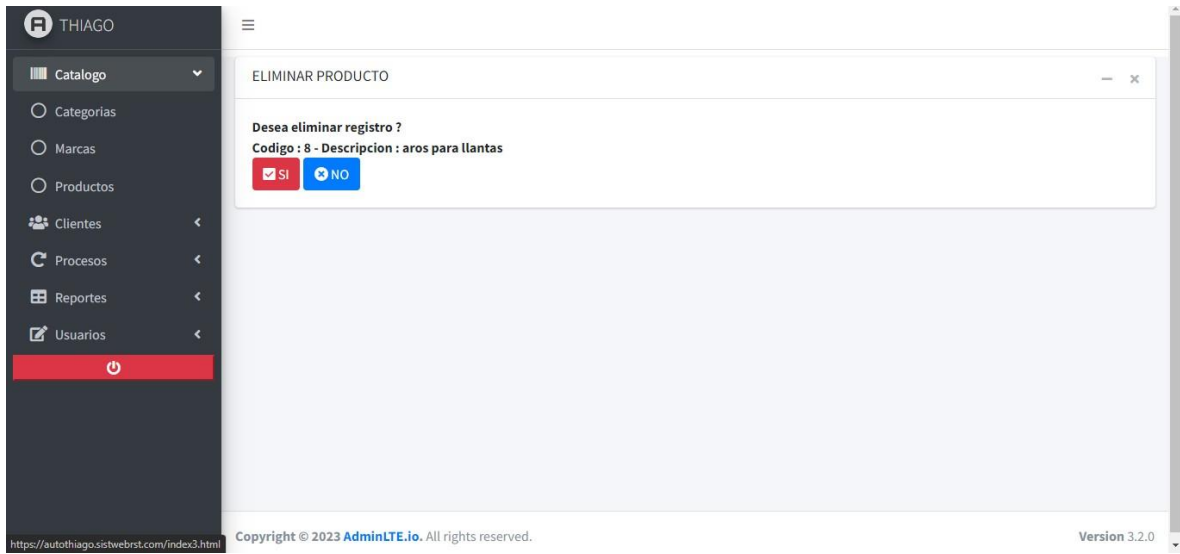 THIAGO
Catalogo
Categorias
Marcas
Productos
Clientes
Procesos
Reportes
Usuarios
ELIMINAR PRODUCTO
Desea eliminar registro ?
Codigo : 8 - Descripcion : aros para llantas
SI NO
Copyright © 2023 AdminLTE.io. All rights reserved. Version 3.2.0
https://autothiago.sistwebrst.com/index3.html